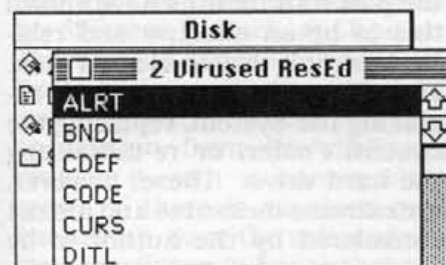 Disk
2 Virused ResEd
ALRT
BNDL
CDEF
CODE
CURS
DITL